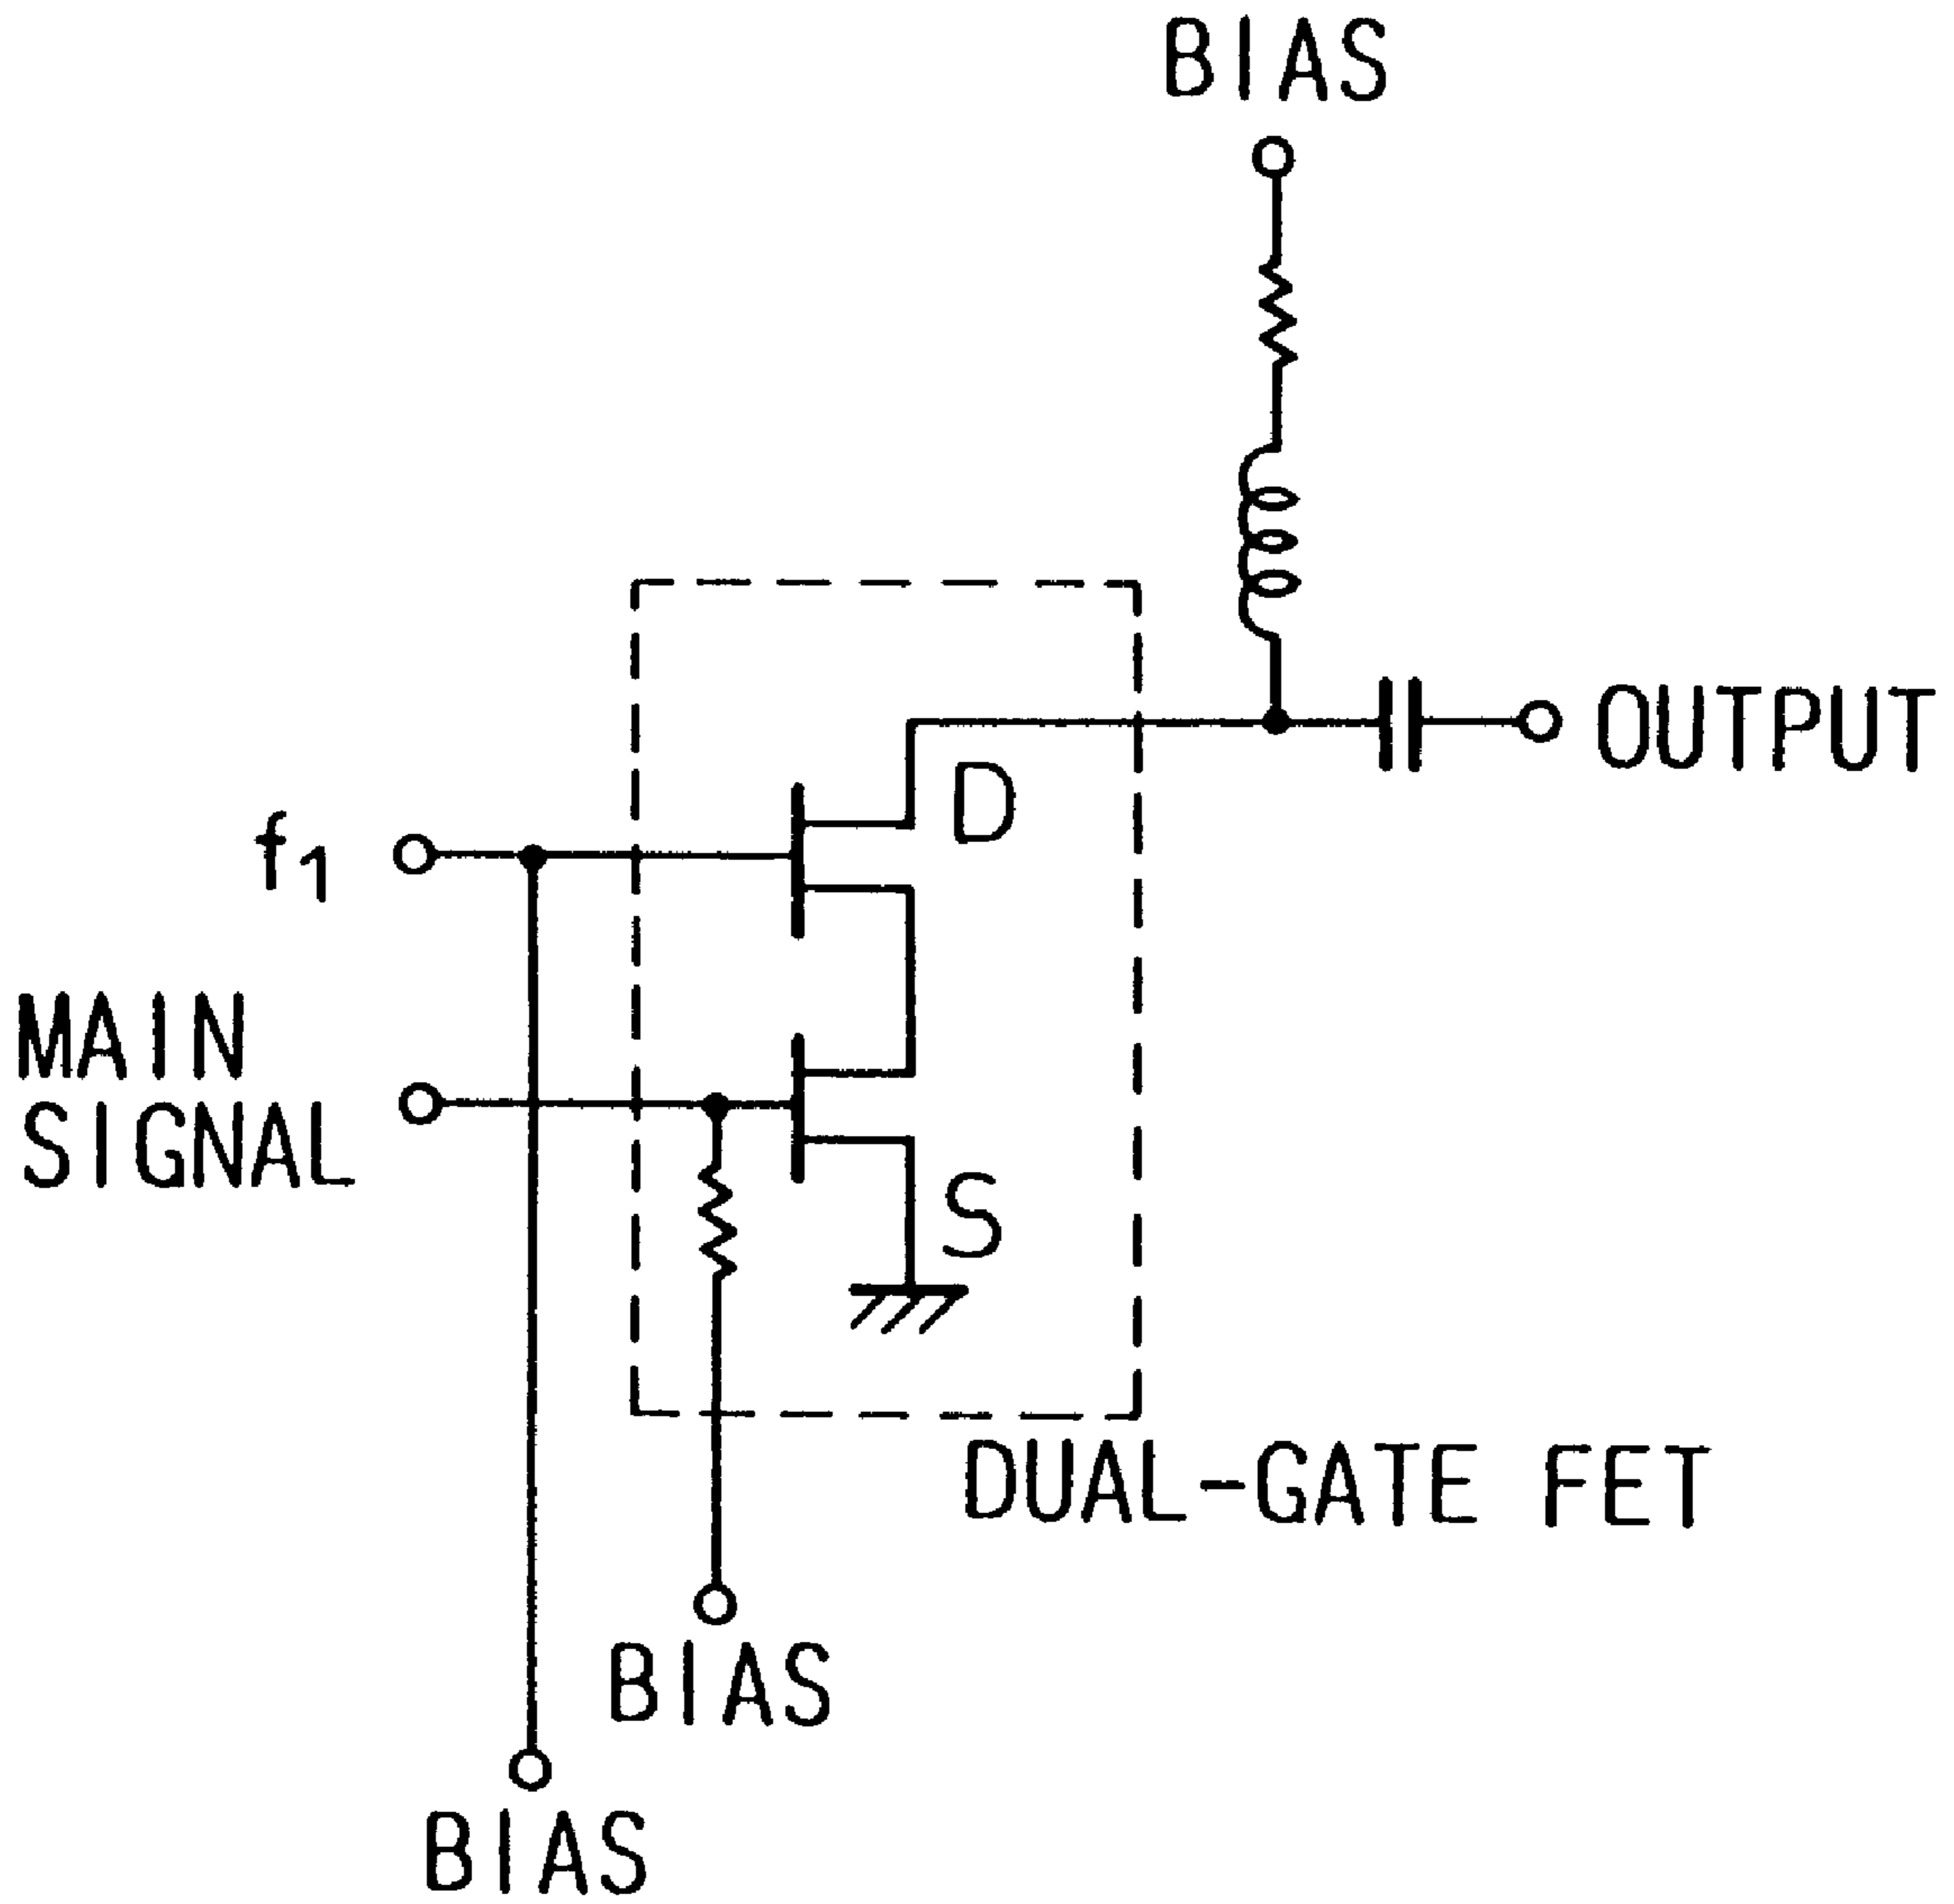 BIAS
OUTPUT
D
f1
MAIN
SIGNAL
S
DUAL-GATE FET
BIAS
BIAS